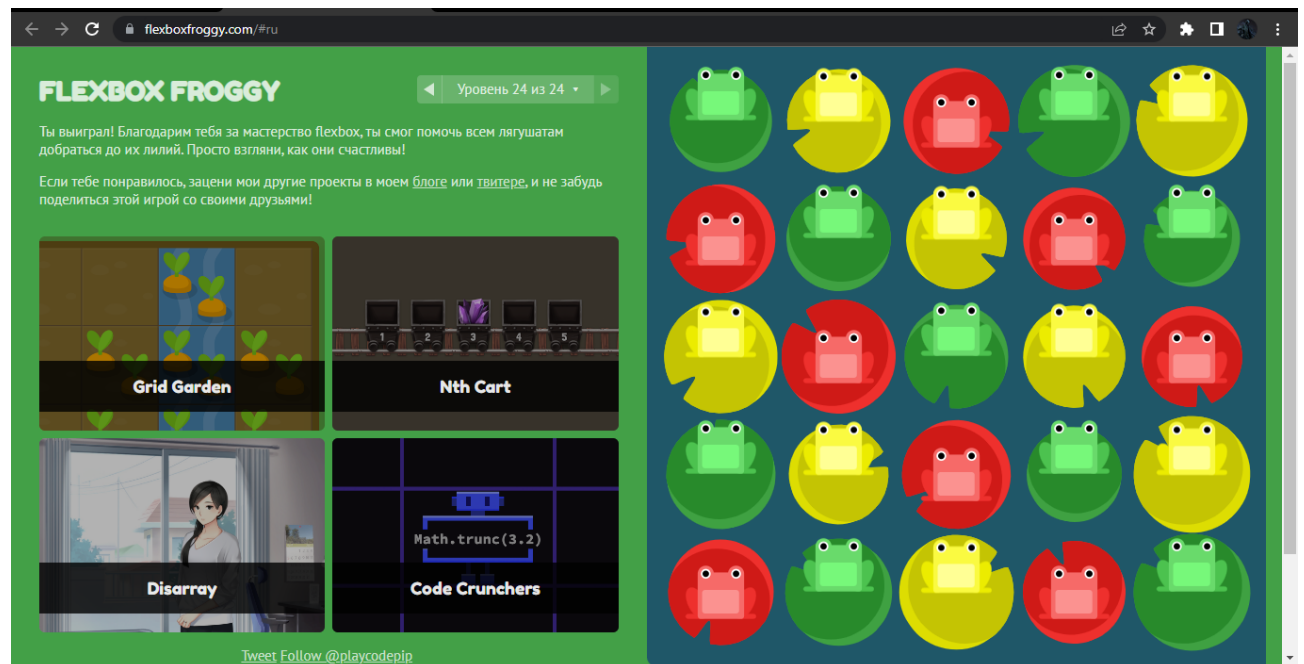 flexboxfroggy.com/#ru
FLEXBOX FROGGY
Уровень 24 из 24
Ты выиграл! Благодарим тебя за мастерство flexbox, ты смог помочь всем лягушатам
добраться до их лилий. Просто взгляни, как они счастливы!
Если тебе понравилось, зацени мои другие проекты в моем блоге или твитере, и не забудь
поделиться этой игрой со своими друзьями!
1 2 3 4 5
Grid Garden
Nth Cart
Math.trunc(3.2)
Disarray
Code Crunchers
Tweet Follow @playcodepip